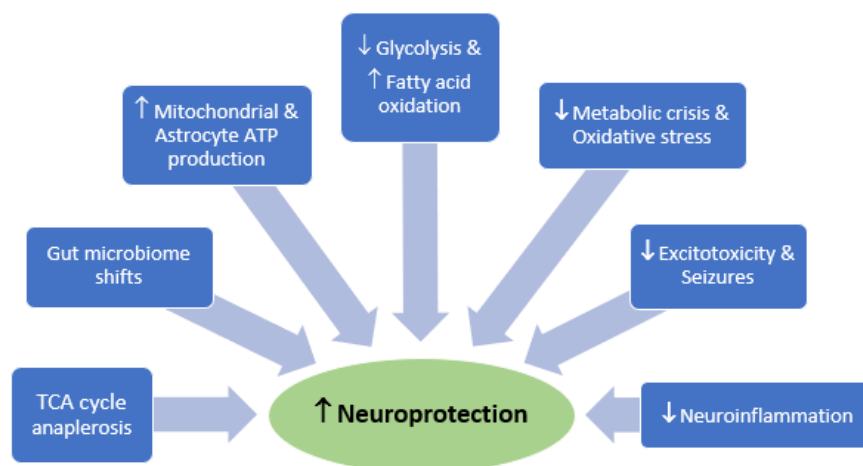 ↓ Glycolysis &
↑ Fatty acid
oxidation
↑ Mitochondrial &
Astrocyte ATP
production
↓ Metabolic crisis &
Oxidative stress
Gut microbiome
shifts
↓ Excitotoxicity &
Seizures
TCA cycle
anaplerosis
↑ Neuroprotection
↓ Neuroinflammation